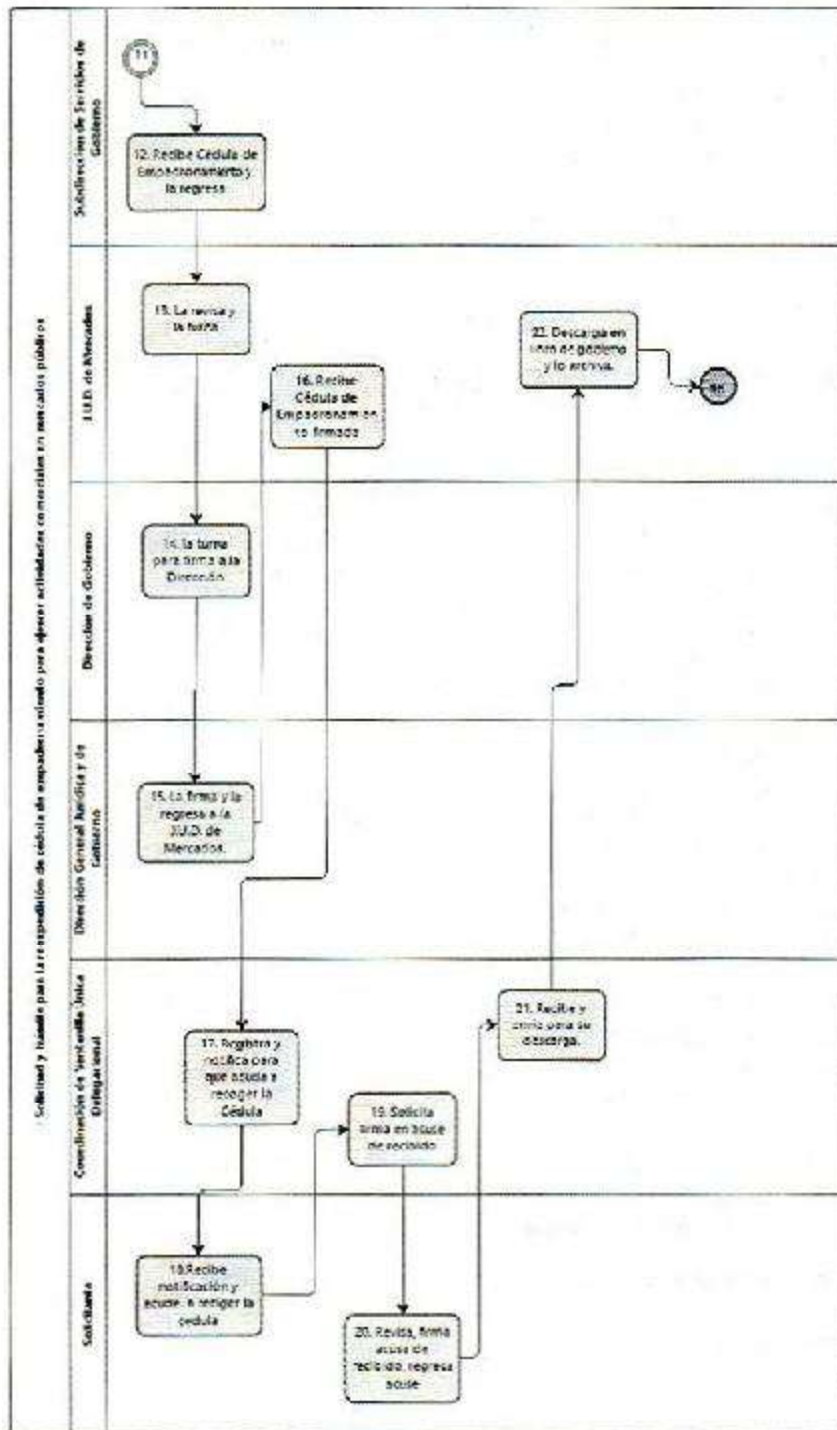 Solicitud y trámite para la reexpedición de cédula de empadronamiento para ejercer actividades comerciales en mercados públicos
Subdirección de Servicios de
Gobierno
11
12. Recibe Cédula de
Empadronamiento y
la regresa
J.U.D. de Mercados
13. La revisa y
la turna
16. Recibe
Cédula de
Empadronamien
to firmada
22. Descarga en
libro de gobierno
y lo archiva.
Dirección de Gobierno
14. la turna
para firma a la
Dirección
Dirección General Jurídica y de
Gobierno
15. La firma y la
regresa a la
J.U.D. de
Mercados.
Coordinación de Ventanilla Única
Delegacional
17. Registra y
notifica para
que acuda a
recoger la
Cédula
19. Solicita
firma en acuse
de recibido
21. Recibe y
envía para su
descarga.
Solicitante
18.Recibe
notificación y
acude a recoger la
cedula
20. Revisa, firma
acuse de
recibido, regresa
acuse